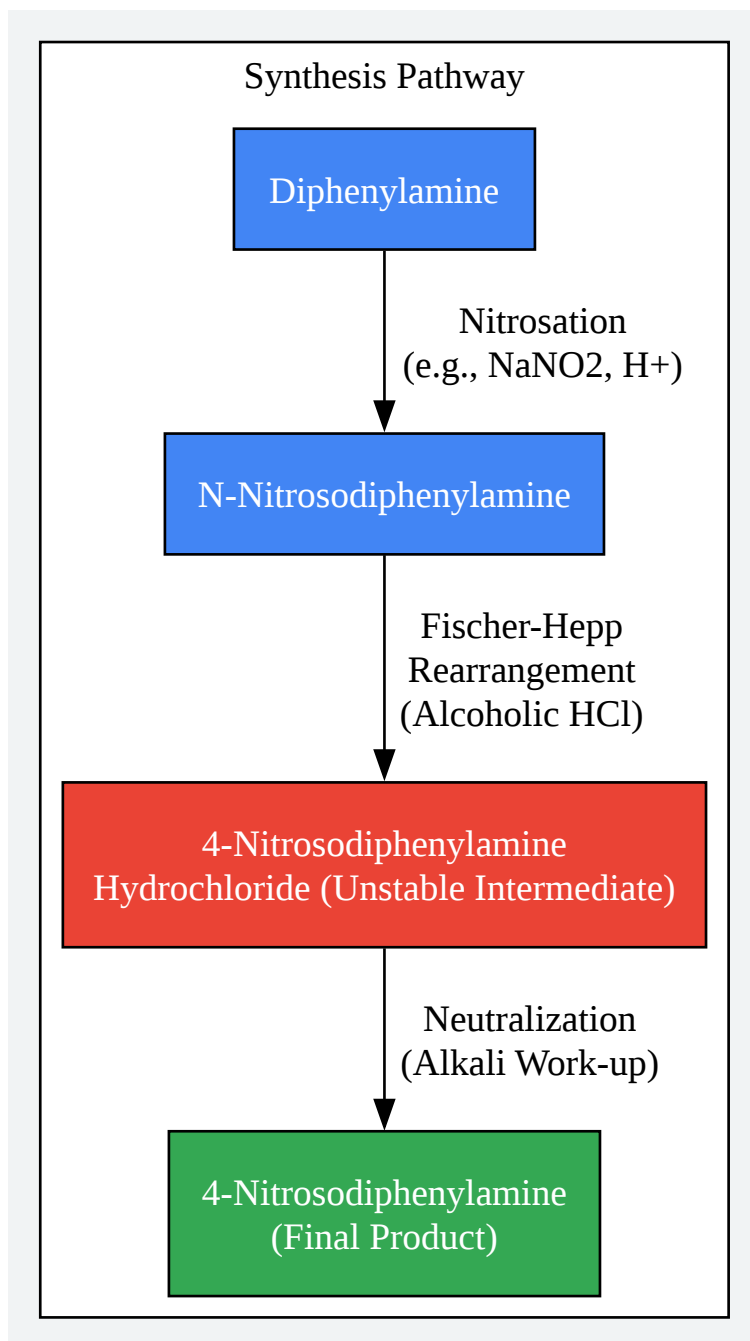 Synthesis Pathway
Diphenylamine
Nitrosation
(e.g., NaNO2, H+)
N-Nitrosodiphenylamine
Fischer-Hepp
Rearrangement
(Alcoholic HCl)
4-Nitrosodiphenylamine
Hydrochloride (Unstable Intermediate)
Neutralization
(Alkali Work-up)
4-Nitrosodiphenylamine
(Final Product)